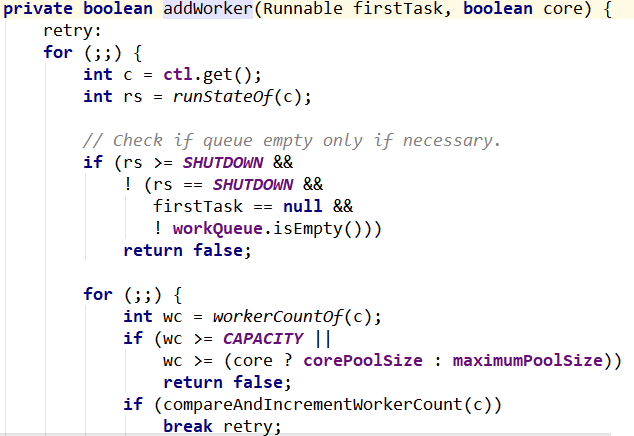 private boolean addWorker(Runnable firstTask, boolean core) {
    retry:
    for (;;) {
        int c = ctl.get();
        int rs = runStateOf(c);

        // Check if queue empty only if necessary.
        if (rs >= SHUTDOWN &&
            ! (rs == SHUTDOWN &&
               firstTask == null &&
               ! workQueue.isEmpty()))
            return false;

        for (;;) {
            int wc = workerCountOf(c);
            if (wc >= CAPACITY ||
                wc >= (core ? corePoolSize : maximumPoolSize))
                return false;
            if (compareAndIncrementWorkerCount(c))
                break retry;